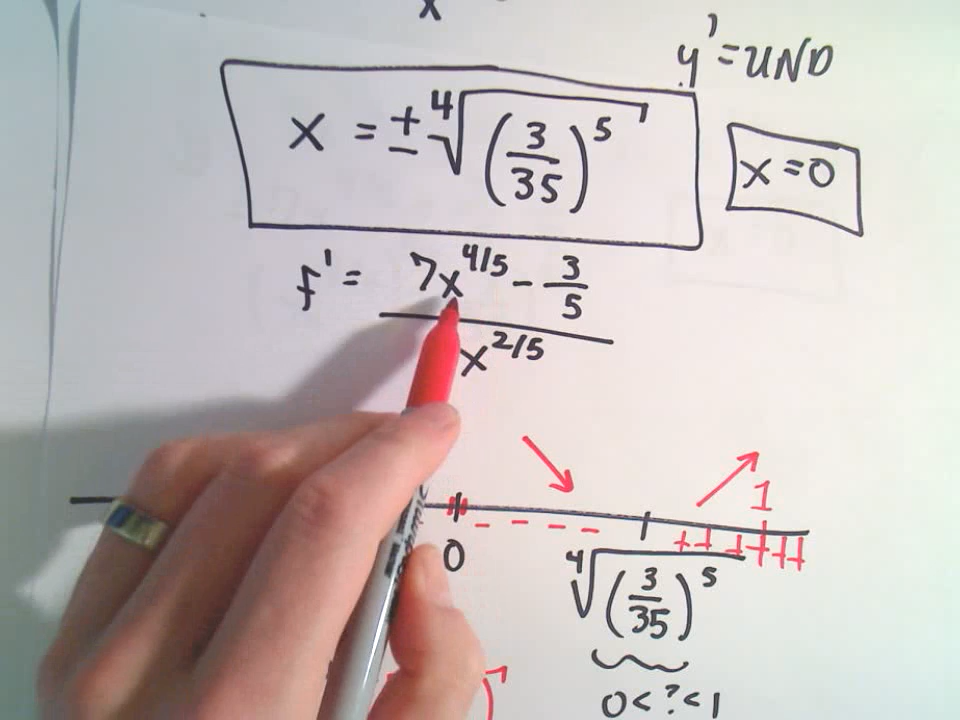 x
y' = UND
x = ± ⁴√(3/35)⁵
x = 0
f' = (7x^{4/5} - 3/5) / x^{2/5}
1
- - - - + + + + + +
0
⁴√(3/35)⁵
0 < ? < 1